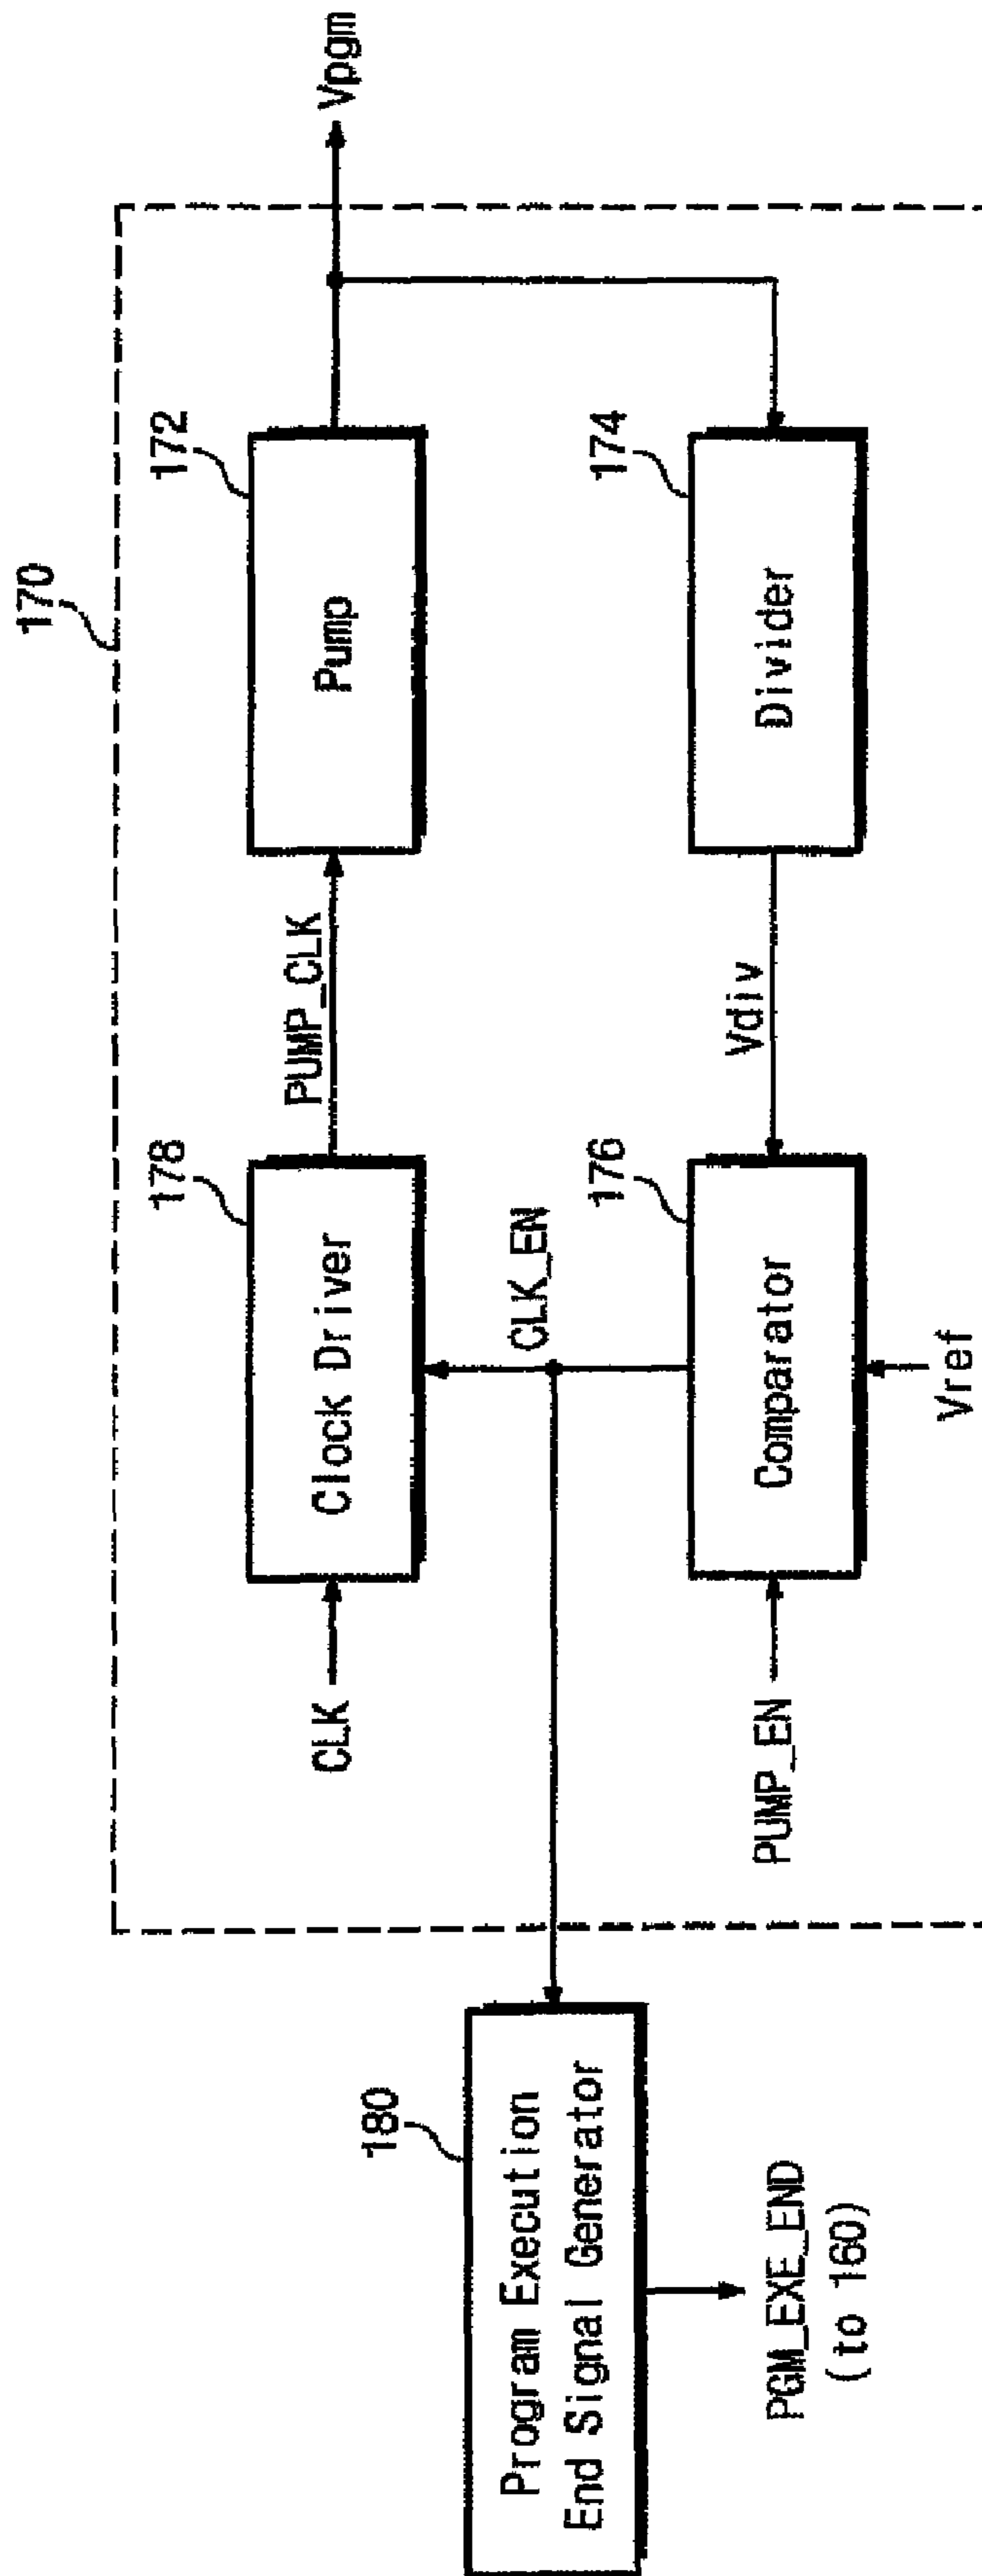 170
172
Pump
Vpgm
178
Clock Driver
CLK
PUMP_CLK
CLK_EN
174
Divider
Vdiv
176
Comparator
PUMP_EN
Vref
180
Program Execution
End Signal Generator
PGM_EXE_END
(to 160)